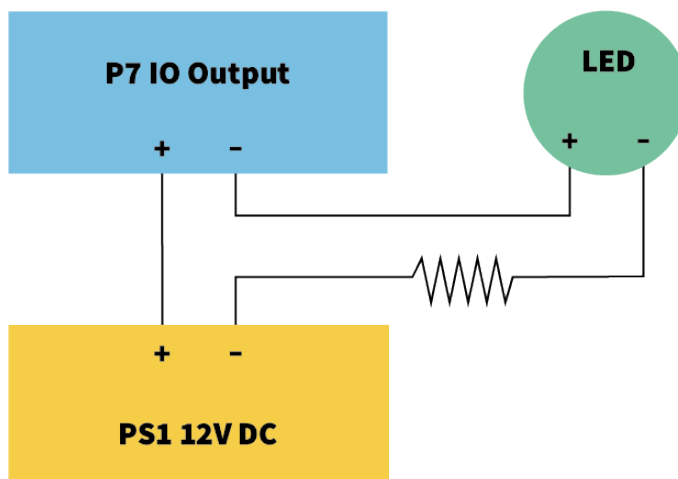 P7 IO Output
LED
+ −
+ −
+ −
PS1 12V DC